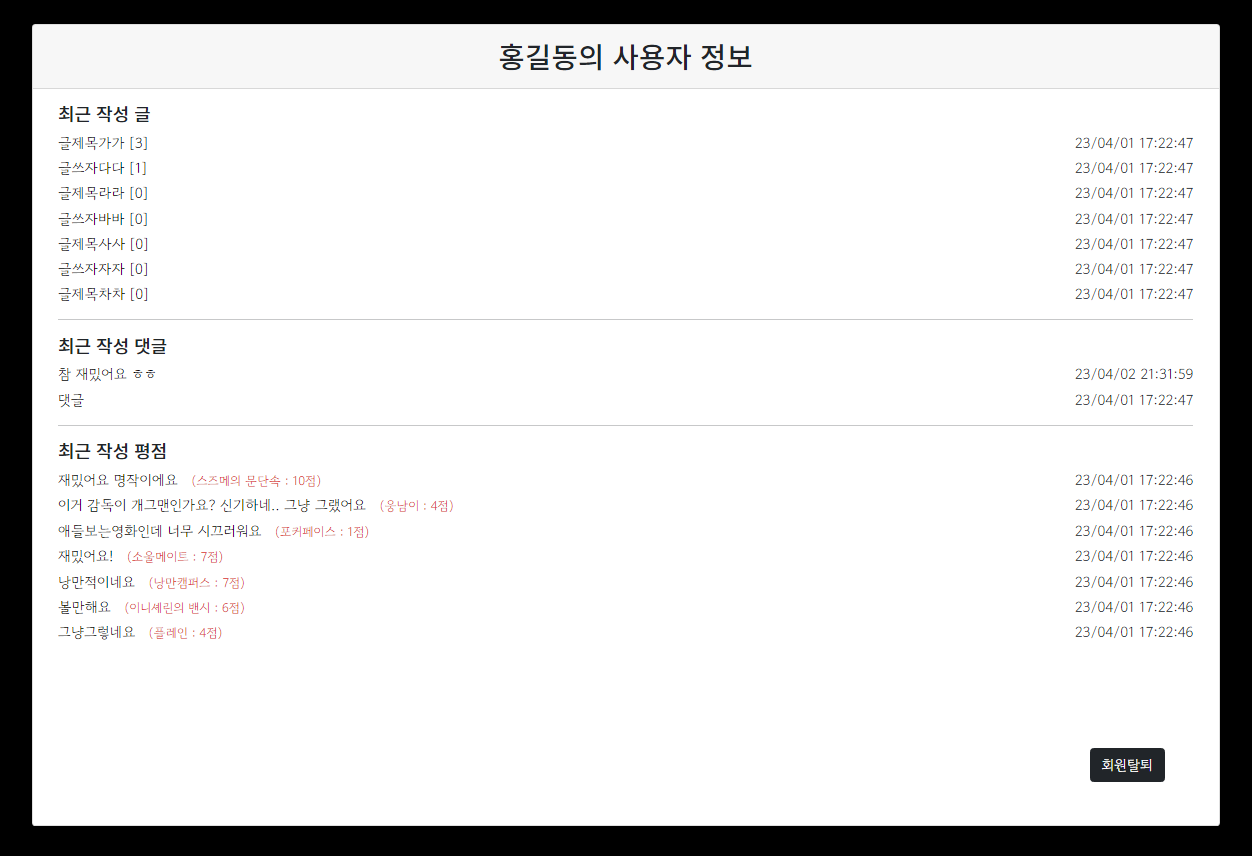 홍길동의 사용자 정보
최근 작성 글
글제목가가 [3] 23/04/01 17:22:47
글쓰자다다 [1] 23/04/01 17:22:47
글제목라라 [0] 23/04/01 17:22:47
글쓰자바바 [0] 23/04/01 17:22:47
글제목사사 [0] 23/04/01 17:22:47
글쓰자자자 [0] 23/04/01 17:22:47
글제목차차 [0] 23/04/01 17:22:47
최근 작성 댓글
참 재밌어요 ㅎㅎ 23/04/02 21:31:59
댓글 23/04/01 17:22:47
최근 작성 평점
재밌어요 명작이에요 (스즈메의 문단속 : 10점) 23/04/01 17:22:46
이거 감독이 개그맨인가요? 신기하네.. 그냥 그랬어요 (웅남이 : 4점) 23/04/01 17:22:46
애들보는영화인데 너무 시끄러워요 (포커페이스 : 1점) 23/04/01 17:22:46
재밌어요! (소울메이트 : 7점) 23/04/01 17:22:46
낭만적이네요 (낭만캠퍼스 : 7점) 23/04/01 17:22:46
볼만해요 (이니셰린의 밴시 : 6점) 23/04/01 17:22:46
그냥그렇네요 (플레인 : 4점) 23/04/01 17:22:46
회원탈퇴